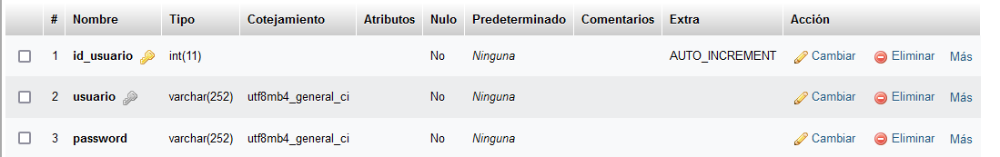 # Nombre Tipo Cotejamiento Atributos Nulo Predeterminado Comentarios Extra Acción
1 id_usuario int(11) No Ninguna AUTO_INCREMENT Cambiar Eliminar Más
2 usuario varchar(252) utf8mb4_general_ci No Ninguna Cambiar Eliminar Más
3 password varchar(252) utf8mb4_general_ci No Ninguna Cambiar Eliminar Más